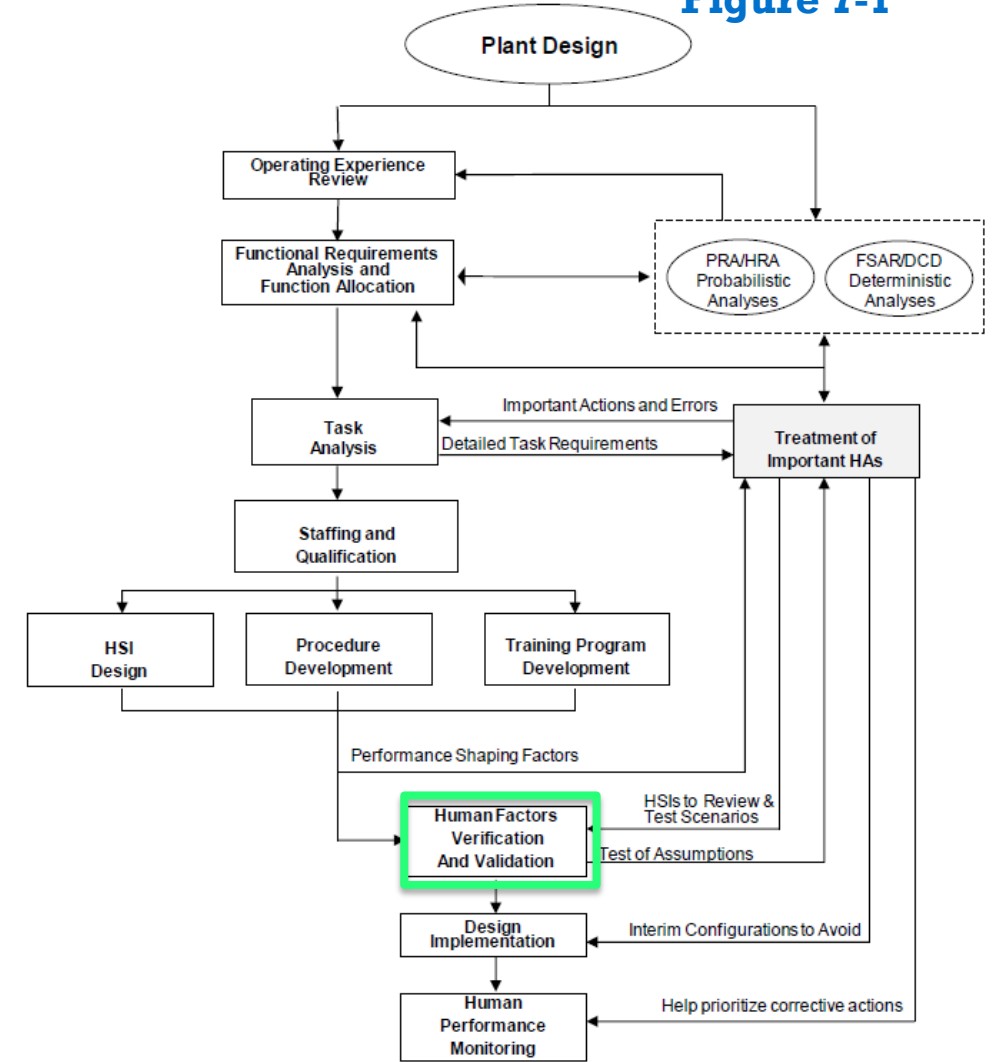 Figure 7-1
Plant Design
Operating Experience
Review
Functional Requirements
Analysis and
Function Allocation
PRA/HRA
Probabilistic
Analyses
FSAR/DCD
Deterministic
Analyses
Important Actions and Errors
Task
Analysis
Detailed Task Requirements
Treatment of
Important HAs
Staffing and
Qualification
HSI
Design
Procedure
Development
Training Program
Development
Performance Shaping Factors
HSIs to Review &
Test Scenarios
Human Factors
Verification
And Validation
Test of Assumptions
Design
Implementation
Interim Configurations to Avoid
Human
Performance
Monitoring
Help prioritize corrective actions